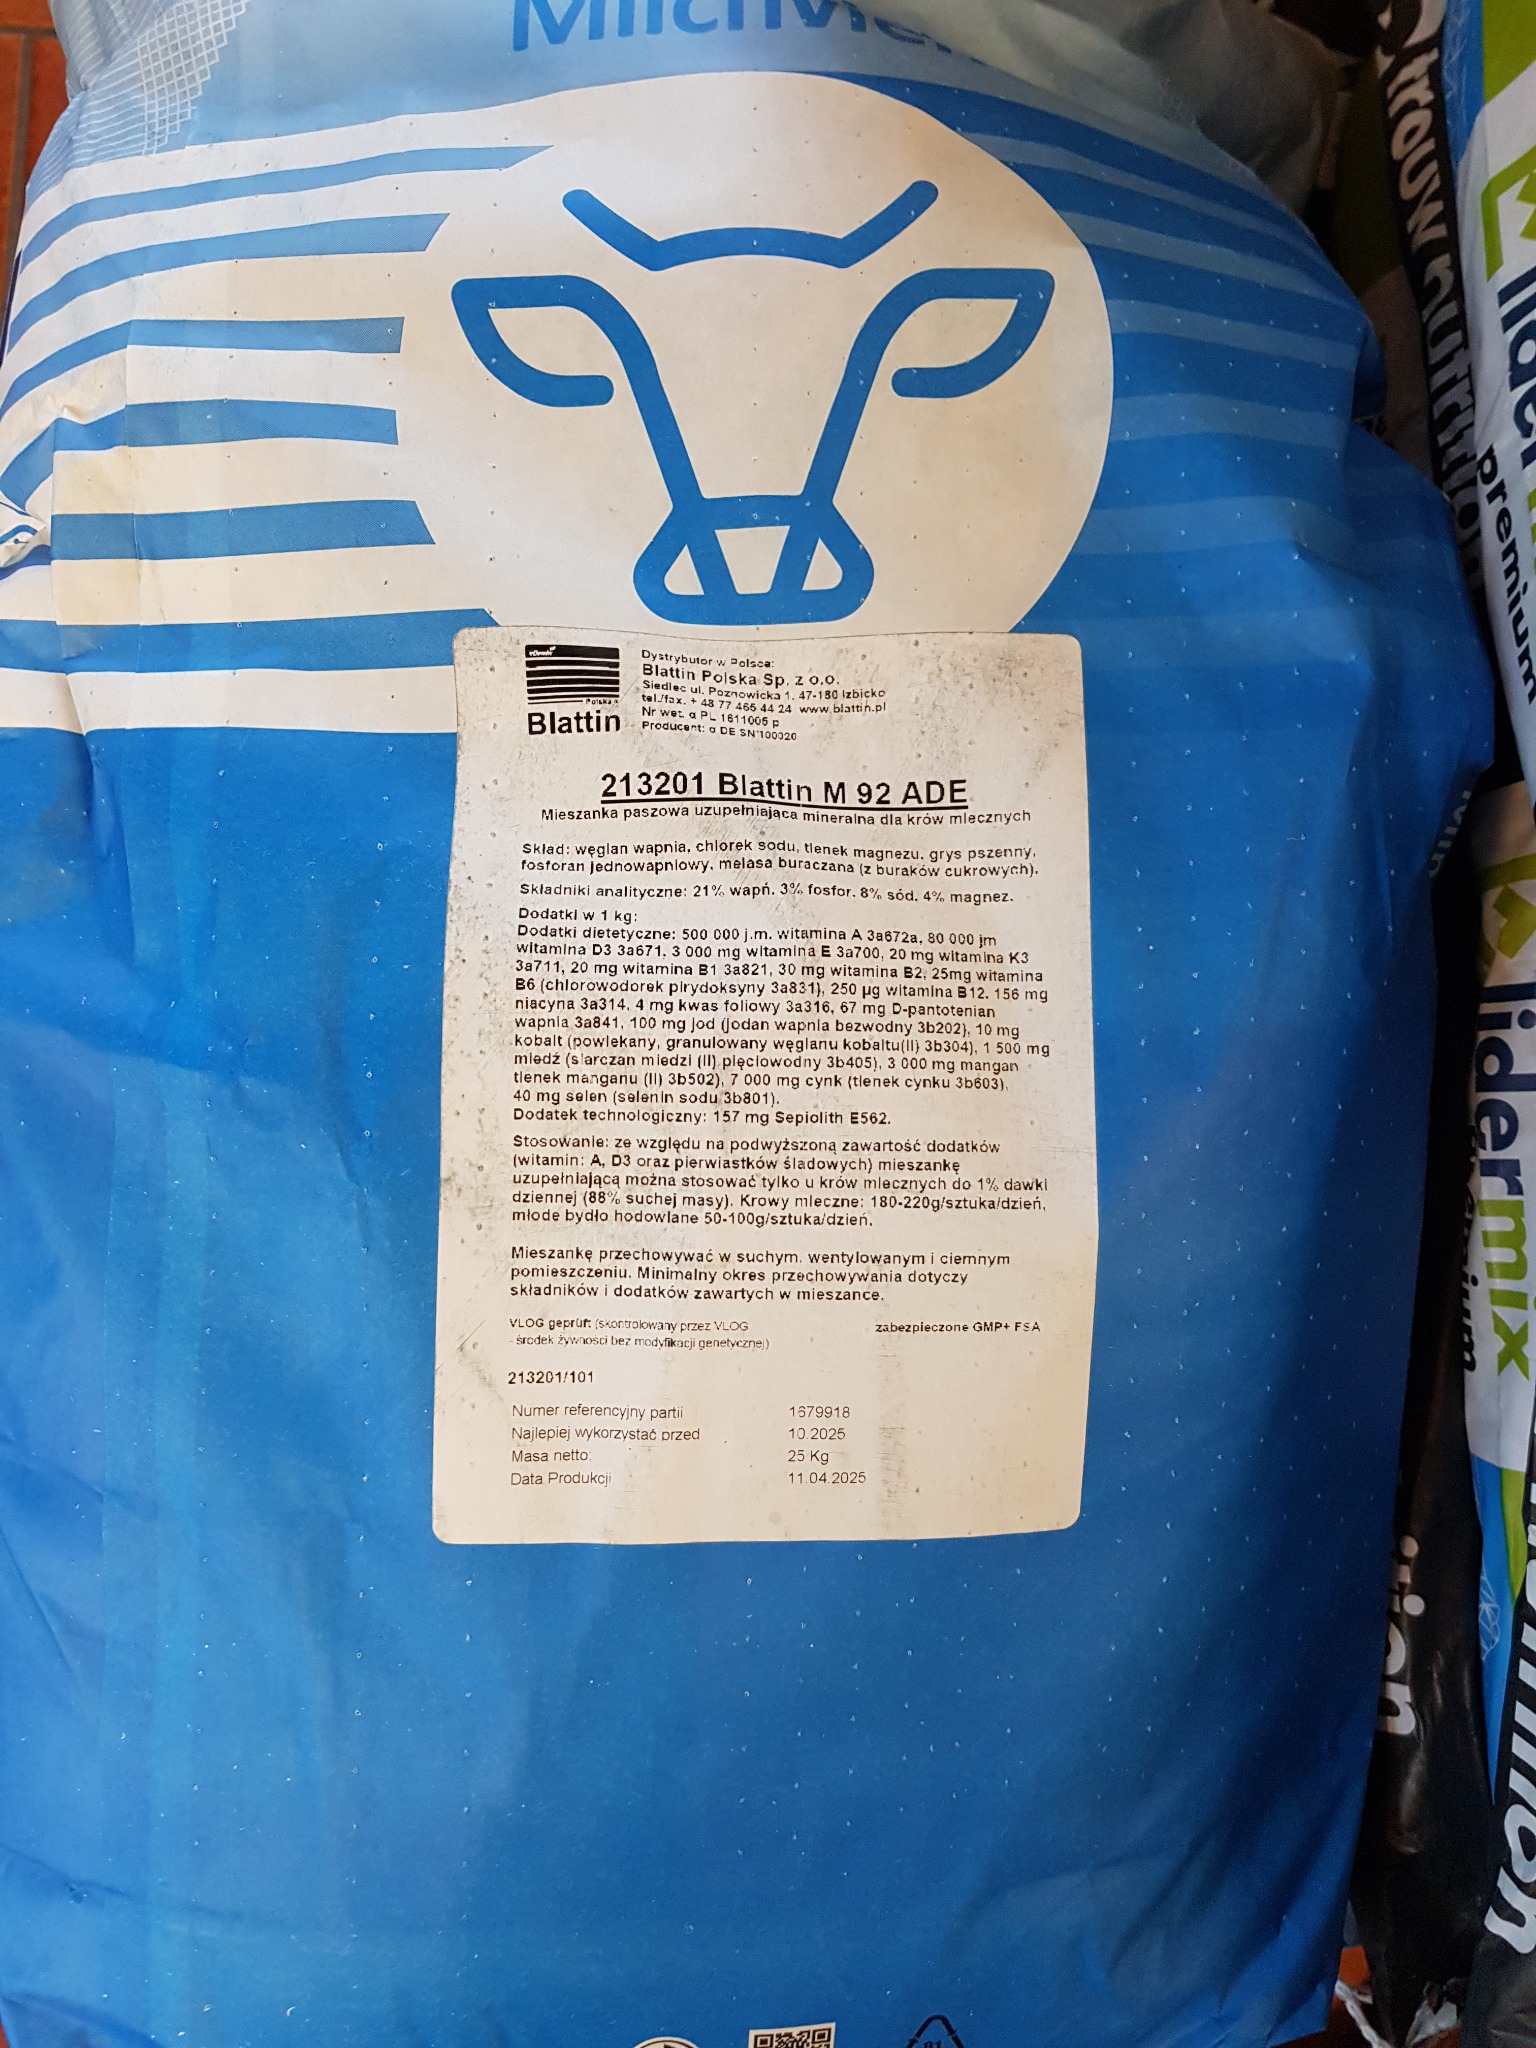 Blattin
Dystrybutor w Polsce:
Blattin Polska Sp. z o.o.
Siedlec ul. Poznowicka 1, 47-180 Izbicko
tel./fax. + 48 77 465 44 24 www.blattin.pl
Nr wet. α PL 1611005 p
Producent: α DE SN 100020
213201 Blattin M 92 ADE
Mieszanka paszowa uzupełniająca mineralna dla krów mlecznych
Skład: węglan wapnia, chlorek sodu, tlenek magnezu, grys pszenny,
fosforan jednowapniowy, melasa buraczana (z buraków cukrowych).
Składniki analityczne: 21% wapń, 3% fosfor, 8% sód, 4% magnez.
Dodatki w 1 kg:
Dodatki dietetyczne: 500 000 j.m. witamina A 3a672a, 80 000 jm
witamina D3 3a671, 3 000 mg witamina E 3a700, 20 mg witamina K3
3a711, 20 mg witamina B1 3a821, 30 mg witamina B2, 25mg witamina
B6 (chlorowodorek pirydoksyny 3a831), 250 µg witamina B12, 156 mg
niacyna 3a314, 4 mg kwas foliowy 3a316, 67 mg D-pantotenian
wapnia 3a841, 100 mg jod (jodan wapnia bezwodny 3b202), 10 mg
kobalt (powlekany, granulowany węglanu kobaltu(II) 3b304), 1 500 mg
miedź (siarczan miedzi (II) pięciowodny 3b405), 3 000 mg mangan
tlenek manganu (II) 3b502), 7 000 mg cynk (tlenek cynku 3b603),
40 mg selen (selenin sodu 3b801).
Dodatek technologiczny: 157 mg Sepiolith E562.
Stosowanie: ze względu na podwyższoną zawartość dodatków
(witamin: A, D3 oraz pierwiastków śladowych) mieszankę
uzupełniającą można stosować tylko u krów mlecznych do 1% dawki
dziennej (88% suchej masy). Krowy mleczne: 180-220g/sztuka/dzień,
młode bydło hodowlane 50-100g/sztuka/dzień.
Mieszankę przechowywać w suchym, wentylowanym i ciemnym
pomieszczeniu. Minimalny okres przechowywania dotyczy
składników i dodatków zawartych w mieszance.
VLOG geprüft (skontrolowany przez VLOG
- środek żywności bez modyfikacji genetycznej)
zabezpieczone GMP+ FSA
213201/101
Numer referencyjny partii 1679918
Najlepiej wykorzystać przed 10.2025
Masa netto: 25 Kg
Data Produkcji 11.04.2025
81
trouw nutrition
premium
lidermix
premium